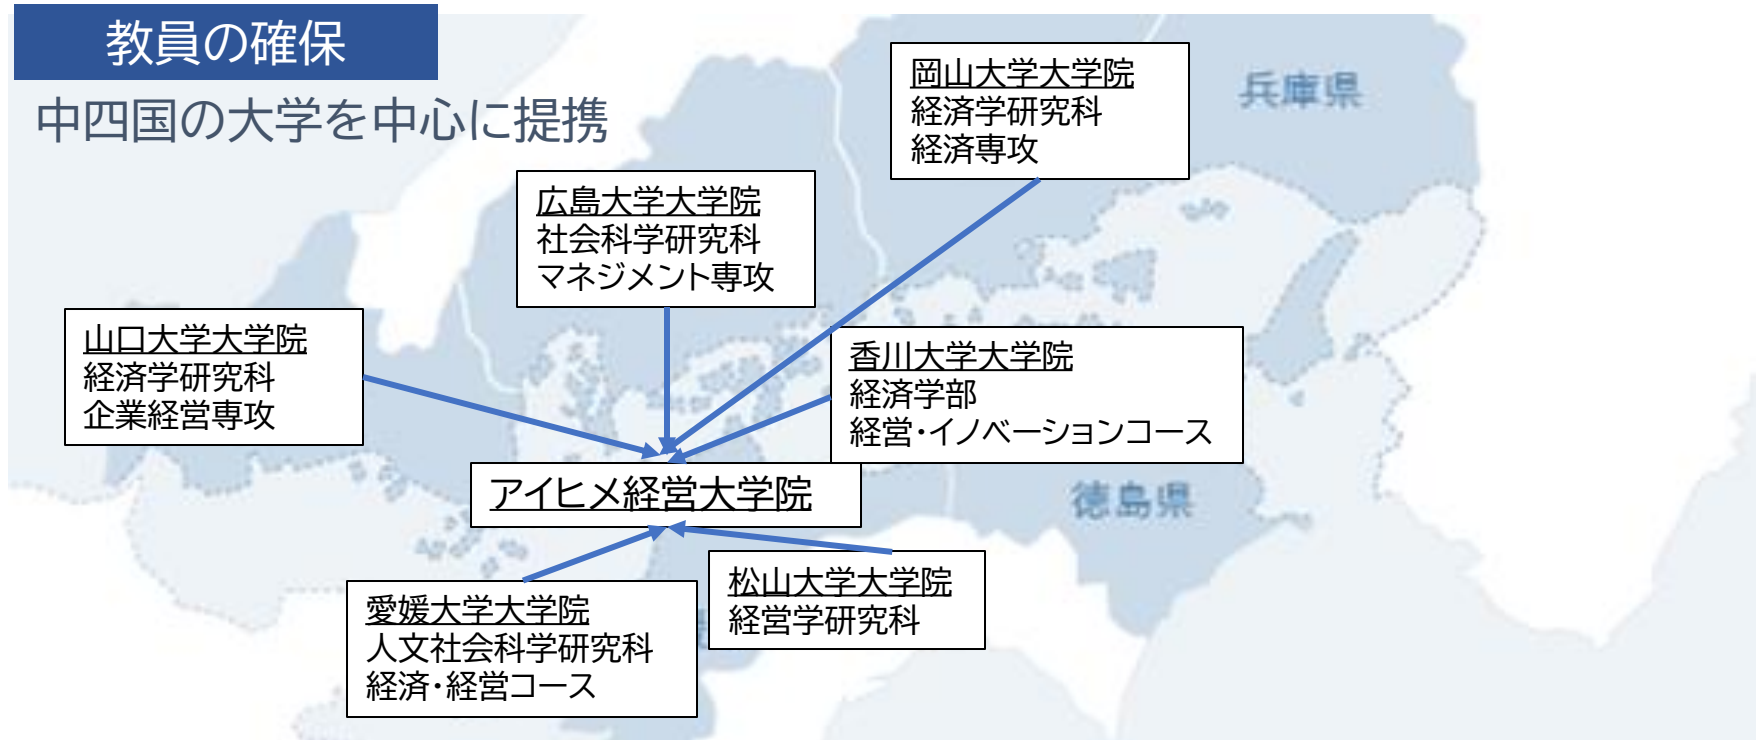 教員の確保
中四国の大学を中心に提携
岡山大学大学院
経済学研究科
経済専攻
兵庫県
広島大学大学院
社会科学研究科
マネジメント専攻
山口大学大学院
経済学研究科
企業経営専攻
香川大学大学院
経済学部
経営・イノベーションコース
アイヒメ経営大学院
徳島県
松山大学大学院
経営学研究科
愛媛大学大学院
人文社会科学研究科
経済・経営コース